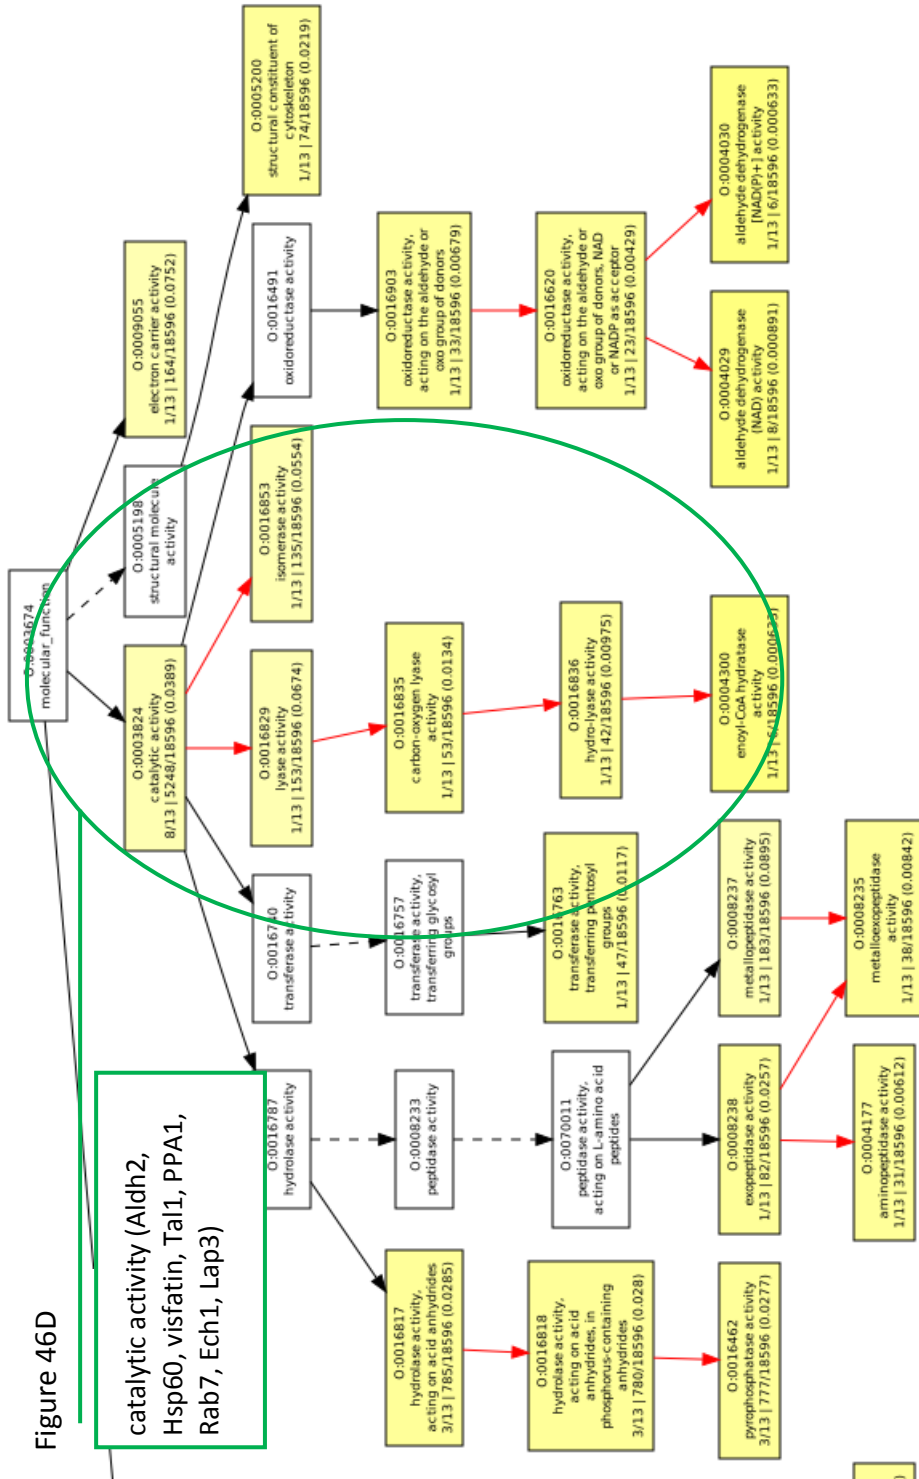 Figure 46D
catalytic activity (Aldh2,
Hsp60, visfatin, Tal1, PPA1,
Rab7, Ech1, Lap3)
O:0003674
molecular_function
O:0003824
catalytic activity
8/13 | 5248/18596 (0.0389)
O:0005198
structural molecule
activity
O:0009055
electron carrier activity
1/13 | 164/18596 (0.0752)
O:0016787
hydrolase activity
O:0016740
transferase activity
O:0016829
lyase activity
1/13 | 153/18596 (0.0674)
O:0016853
isomerase activity
1/13 | 135/18596 (0.0554)
O:0016491
oxidoreductase activity
O:0005200
structural constituent of
cytoskeleton
1/13 | 74/18596 (0.0219)
O:0016817
hydrolase activity,
acting on acid anhydrides
3/13 | 785/18596 (0.0285)
O:0008233
peptidase activity
O:0016757
transferase activity,
transferring glycosyl
groups
O:0016835
carbon-oxygen lyase
activity
1/13 | 53/18596 (0.0134)
O:0016903
oxidoreductase activity,
acting on the aldehyde or
oxo group of donors
1/13 | 33/18596 (0.00679)
O:0016818
hydrolase activity,
acting on acid
anhydrides, in
phosphorus-containing
anhydrides
3/13 | 780/18596 (0.028)
O:0070011
peptidase activity,
acting on L-amino acid
peptides
O:0016763
transferase activity,
transferring pentosyl
groups
1/13 | 47/18596 (0.0117)
O:0016836
hydro-lyase activity
1/13 | 42/18596 (0.00975)
O:0016620
oxidoreductase activity,
acting on the aldehyde or
oxo group of donors, NAD
or NADP as acceptor
1/13 | 23/18596 (0.00429)
O:0016462
pyrophosphatase activity
3/13 | 777/18596 (0.0277)
O:0008238
exopeptidase activity
1/13 | 82/18596 (0.0257)
O:0008237
metallopeptidase activity
1/13 | 183/18596 (0.0895)
O:0004300
enoyl-CoA hydratase
activity
1/13 | 6/18596 (0.000633)
O:0004029
aldehyde dehydrogenase
(NAD) activity
1/13 | 8/18596 (0.000891)
O:0004030
aldehyde dehydrogenase
[NAD(P)+] activity
1/13 | 6/18596 (0.000633)
O:0004177
aminopeptidase activity
1/13 | 31/18596 (0.00612)
O:0008235
metalloexopeptidase
activity
1/13 | 38/18596 (0.00842)